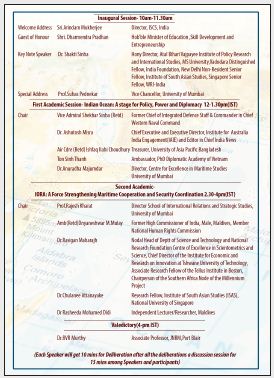 Inaugural Session- 10am-11.30am
Welcome Address Sri. Arindam Mukherjee Director, ISCS, India
Guest of Honour Shri. Dharmendra Pradhan Hob'ble Minister of Education, Skill Development and
Entrepreneurship
Key Note Speaker Dr. Shakti Sinha Hony Director, Atal Bihari Vajpayee Institute of Policy Research
and International Studies, MS University, Vadodara Distinguished
Fellow, India Foundation, New Delhi Non-Resident Senior
Fellow, Institute of South Asian Studies, Singapore Senior
Fellow, WRI-India
Special Address Prof. Suhas Pednekar Vice Chancellor, University of Mumbai
First Academic Session- Indian Ocean: A stage for Policy, Power and Diplomacy 12-1.30pm(IST)
Chair Vice Admiral Shekhar Sinha (Retd) Former Chief of Integrated Defence Staff & Commander in Chief
Western Naval Command
Dr. Ashutosh Misra Chief Executive and Executive Director, Institute for Australia
India Engagement(IAIE) and Editor in Chief India News
Air Cdre (Retd) Ishfaq Ilahi Choudhury Treasurer, University of Asia Pacific Bangladesh
Ton Sinh Thanh Ambassador, PhD Diplomatic Academy of Vietnam
Dr. Anuradha Majumdar Director, Centre for Excellence in Maritime Studies
University of Mumbai
Second Academic
IORA: A Force Strengthening Maritime Cooperation and Security Coordination 2.30-4pm(IST)
Chair Prof. Rajesh Kharat Director School of International Relations and Strategic Studies,
University of Mumbai
Amb (Retd) Dnyaneshwar M. Mulay Former High Commissioner of India, Male, Maldives, Member
National Human Rights Commission
Dr. Rasigan Maharajh Nodal Head of Depth of Science and Technology and National
Research Foundation Centre of Excellence in Scientometrics and
Science, Chief Director of the Institute for Economic and
Research on Innovation at Tshwane University of Technology,
Associate Research Fellow of the Tellus Institute in Boston,
Chairperson of the Southern Africa Node of the Millennium
Project
Dr. Chulanee Attanayake Research Fellow, Institute of South Asian Studies (ISAS),
National University of Singapore
Dr. Rasheeda Mohamed Didi Independent Lecturer/Researcher, Maldives
Valedictory(4-pm IST)
Dr. RVR Murthy Associate Professor, JNRM, Port Blair
(Each Speaker will get 10 mins for Deliberation after all the deliberations a discussion session for
15 mins among Speakers and participants)